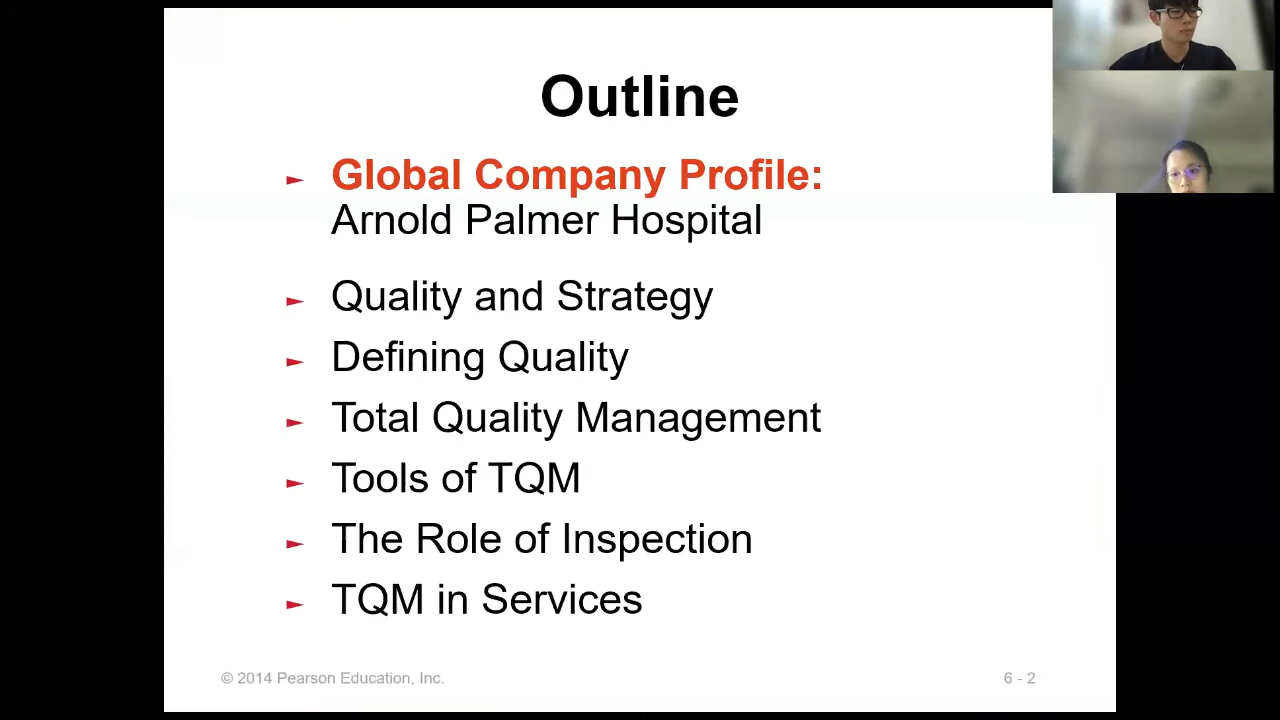 Outline
► Global Company Profile:
Arnold Palmer Hospital
► Quality and Strategy
► Defining Quality
► Total Quality Management
► Tools of TQM
► The Role of Inspection
► TQM in Services
© 2014 Pearson Education, Inc.
6 - 2